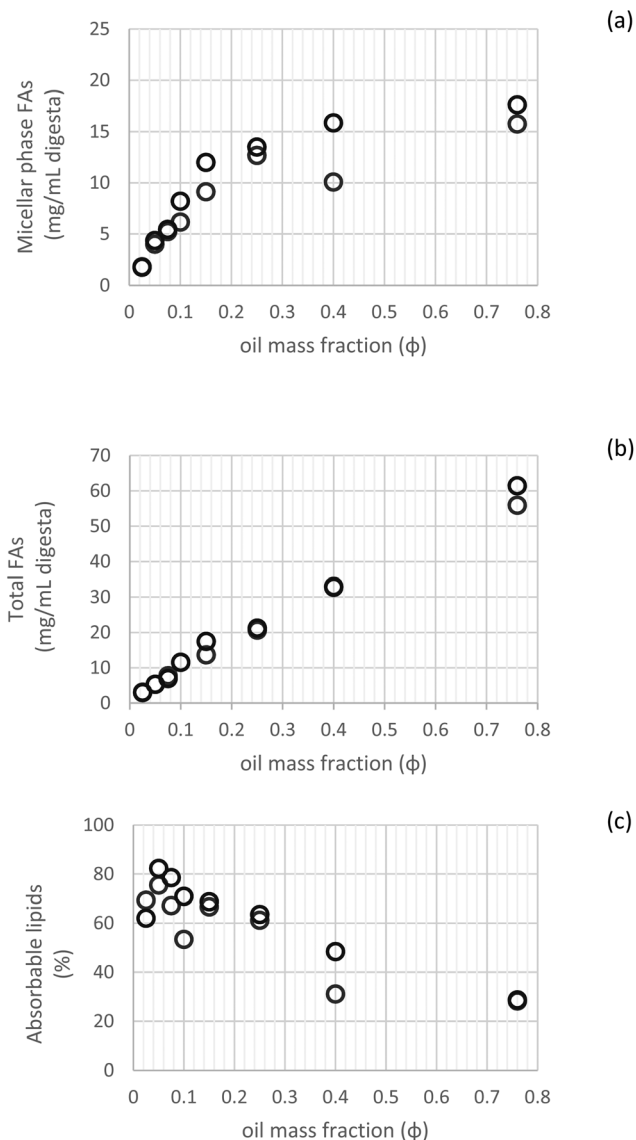 (a)
Micellar phase FAs
(mg/mL digesta)
25
20
15
10
5
0
0 0.1 0.2 0.3 0.4 0.5 0.6 0.7 0.8
oil mass fraction (ϕ)
(b)
Total FAs
(mg/mL digesta)
70
60
50
40
30
20
10
0
0 0.1 0.2 0.3 0.4 0.5 0.6 0.7 0.8
oil mass fraction (ϕ)
(c)
Absorbable lipids
(%)
100
80
60
40
20
0
0 0.1 0.2 0.3 0.4 0.5 0.6 0.7 0.8
oil mass fraction (ϕ)